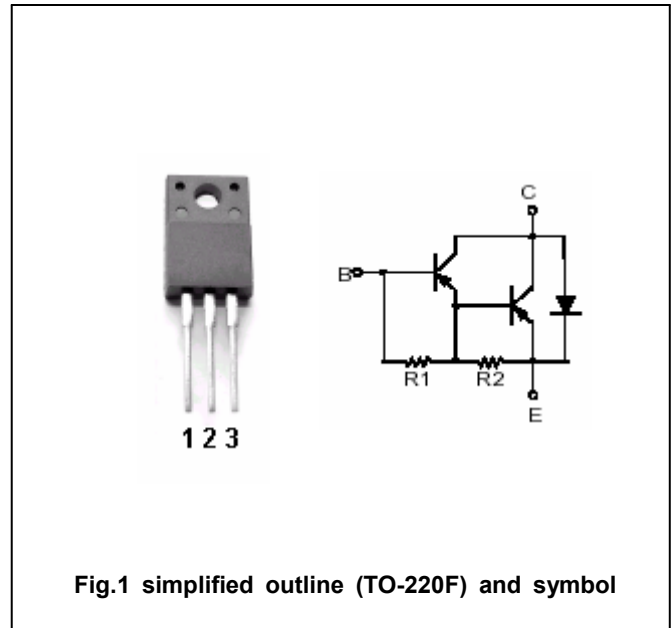 1 2 3
C
B
R1 R2
E
Fig.1 simplified outline (TO-220F) and symbol